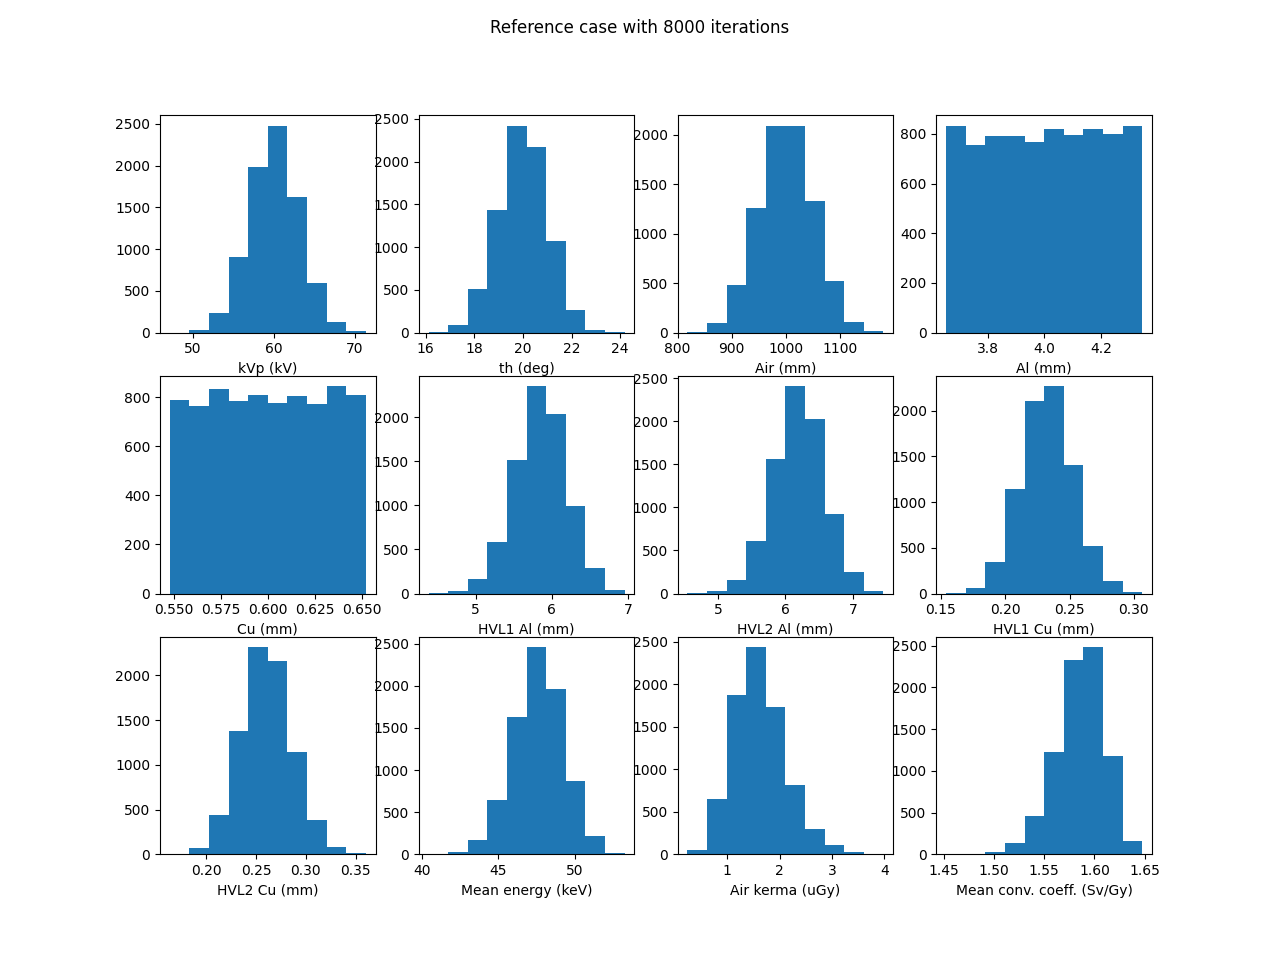 Reference case with 8000 iterations
2500
2000
1500
1000
500
0
50 60 70
kVp (kV)
2500
2000
1500
1000
500
0
16 18 20 22 24
th (deg)
2000
1500
1000
500
0
800 900 1000 1100
Air (mm)
800
600
400
200
0
3.8 4.0 4.2
Al (mm)
800
600
400
200
0
0.550 0.575 0.600 0.625 0.650
Cu (mm)
2000
1500
1000
500
0
5 6 7
HVL1 Al (mm)
2500
2000
1500
1000
500
0
5 6 7
HVL2 Al (mm)
2000
1500
1000
500
0
0.15 0.20 0.25 0.30
HVL1 Cu (mm)
2000
1500
1000
500
0
0.20 0.25 0.30 0.35
HVL2 Cu (mm)
2500
2000
1500
1000
500
0
40 45 50
Mean energy (keV)
2500
2000
1500
1000
500
0
1 2 3 4
Air kerma (uGy)
2500
2000
1500
1000
500
0
1.45 1.50 1.55 1.60 1.65
Mean conv. coeff. (Sv/Gy)